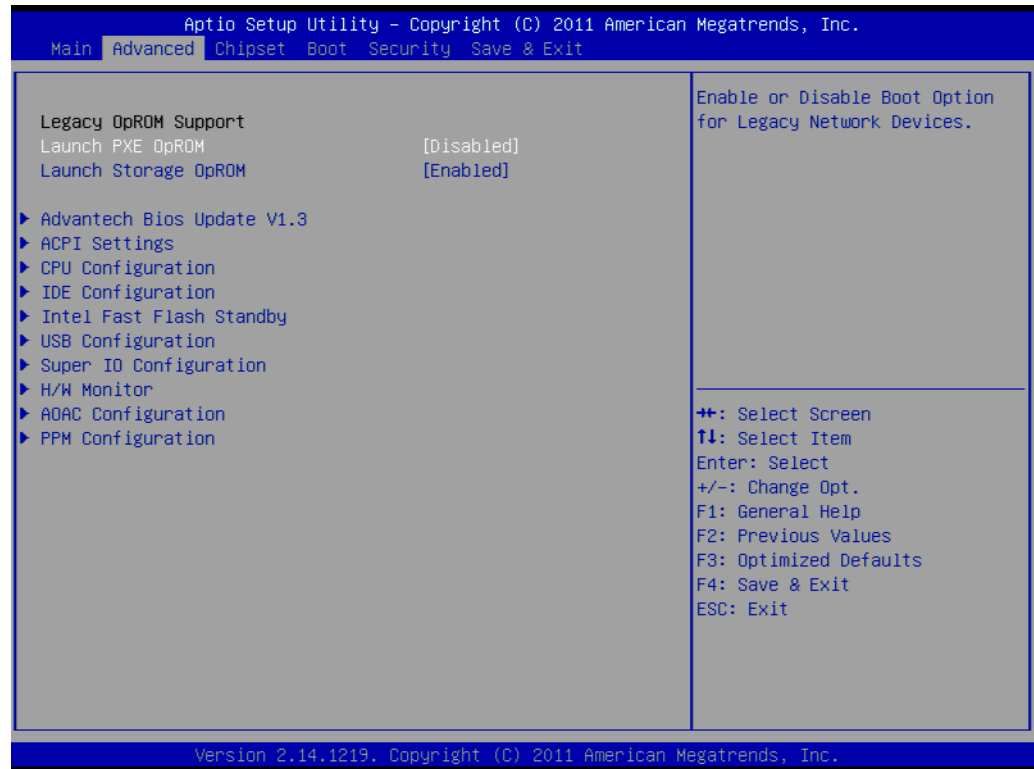 Aptio Setup Utility – Copyright (C) 2011 American Megatrends, Inc.
Main Advanced Chipset Boot Security Save & Exit
Legacy OpROM Support
Launch PXE OpROM [Disabled]
Launch Storage OpROM [Enabled]
Advantech Bios Update V1.3
ACPI Settings
CPU Configuration
IDE Configuration
Intel Fast Flash Standby
USB Configuration
Super IO Configuration
H/W Monitor
AOAC Configuration
PPM Configuration
Enable or Disable Boot Option
for Legacy Network Devices.
→←: Select Screen
↑↓: Select Item
Enter: Select
+/-: Change Opt.
F1: General Help
F2: Previous Values
F3: Optimized Defaults
F4: Save & Exit
ESC: Exit
Version 2.14.1219. Copyright (C) 2011 American Megatrends, Inc.